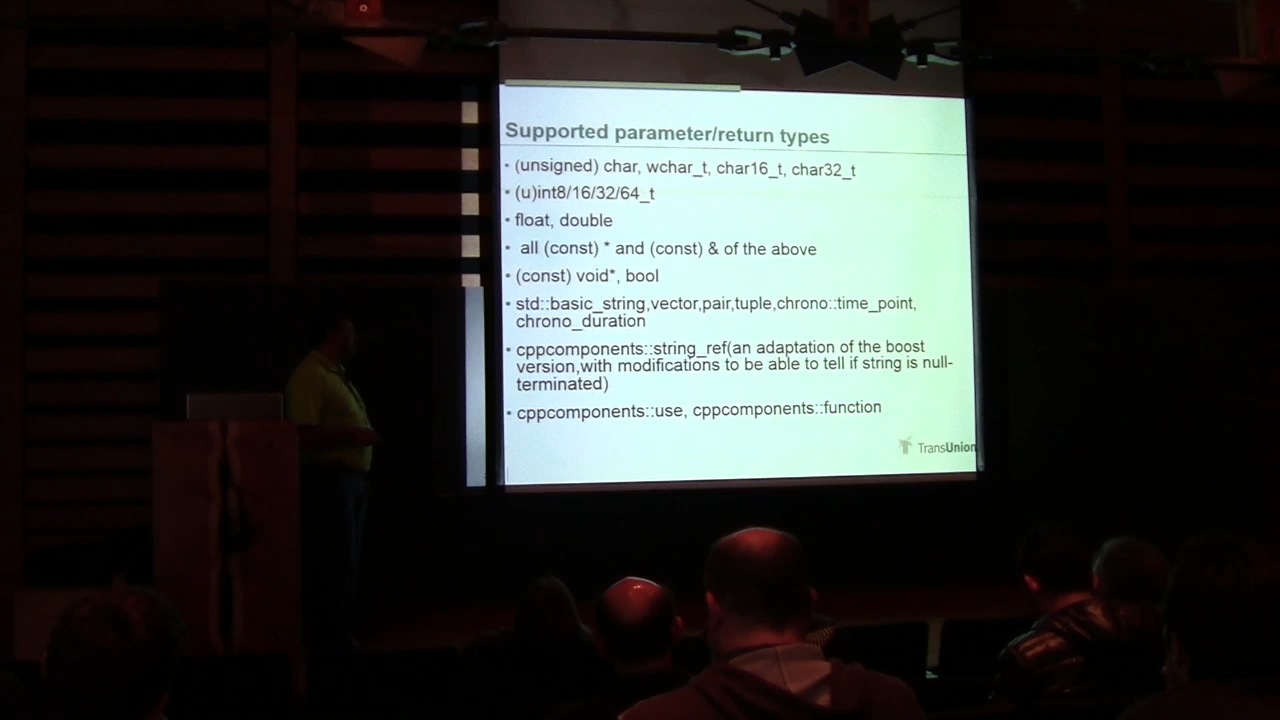 Supported parameter/return types
• (unsigned) char, wchar_t, char16_t, char32_t
• (u)int8/16/32/64_t
• float, double
• all (const) * and (const) & of the above
• (const) void*, bool
• std::basic_string,vector,pair,tuple,chrono::time_point,
chrono_duration
• cppcomponents::string_ref(an adaptation of the boost
version,with modifications to be able to tell if string is null-
terminated)
• cppcomponents::use, cppcomponents::function
TransUnion